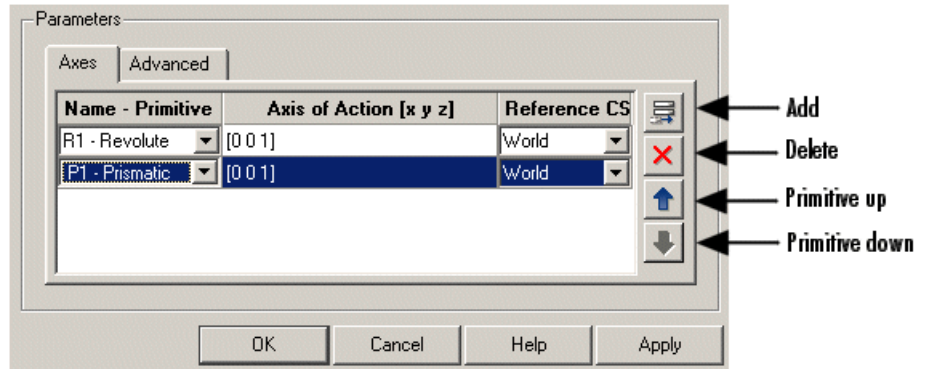 Parameters
Axes Advanced
Name - Primitive Axis of Action [x y z] Reference CS
R1 - Revolute [0 0 1] World
P1 - Prismatic [0 0 1] World
Add
Delete
Primitive up
Primitive down
OK Cancel Help Apply